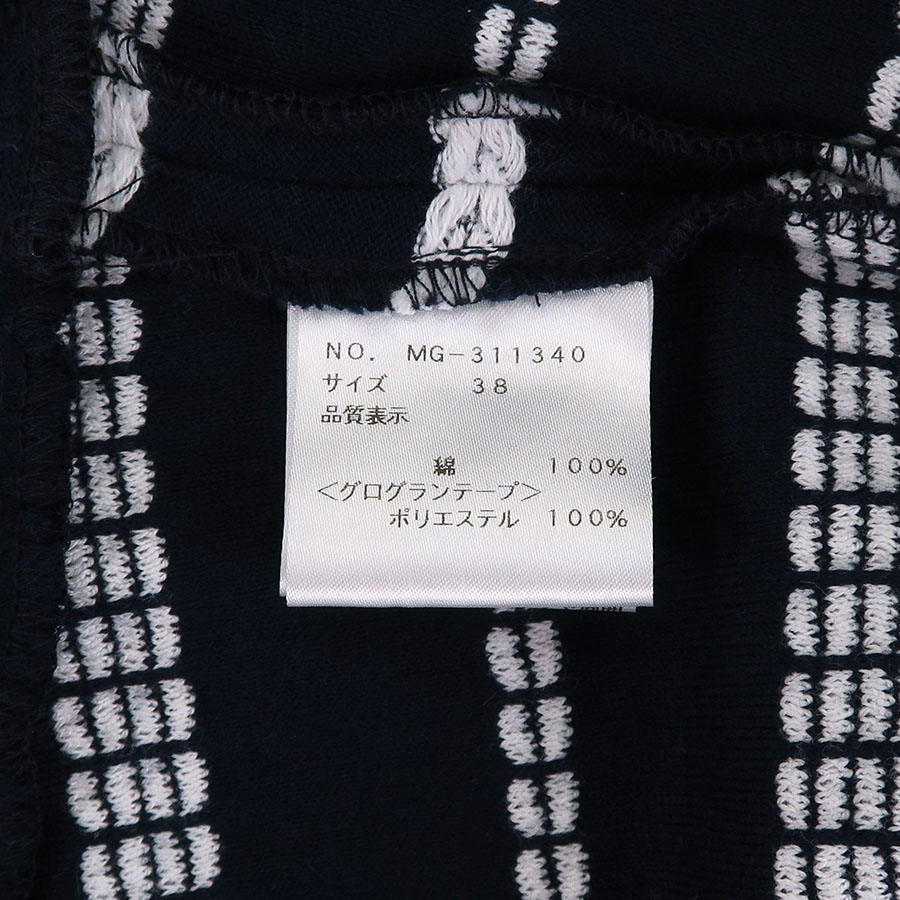 NO. MG-311340
サイズ 38
品質表示
綿 100%
<グログランテープ>
ポリエステル 100%